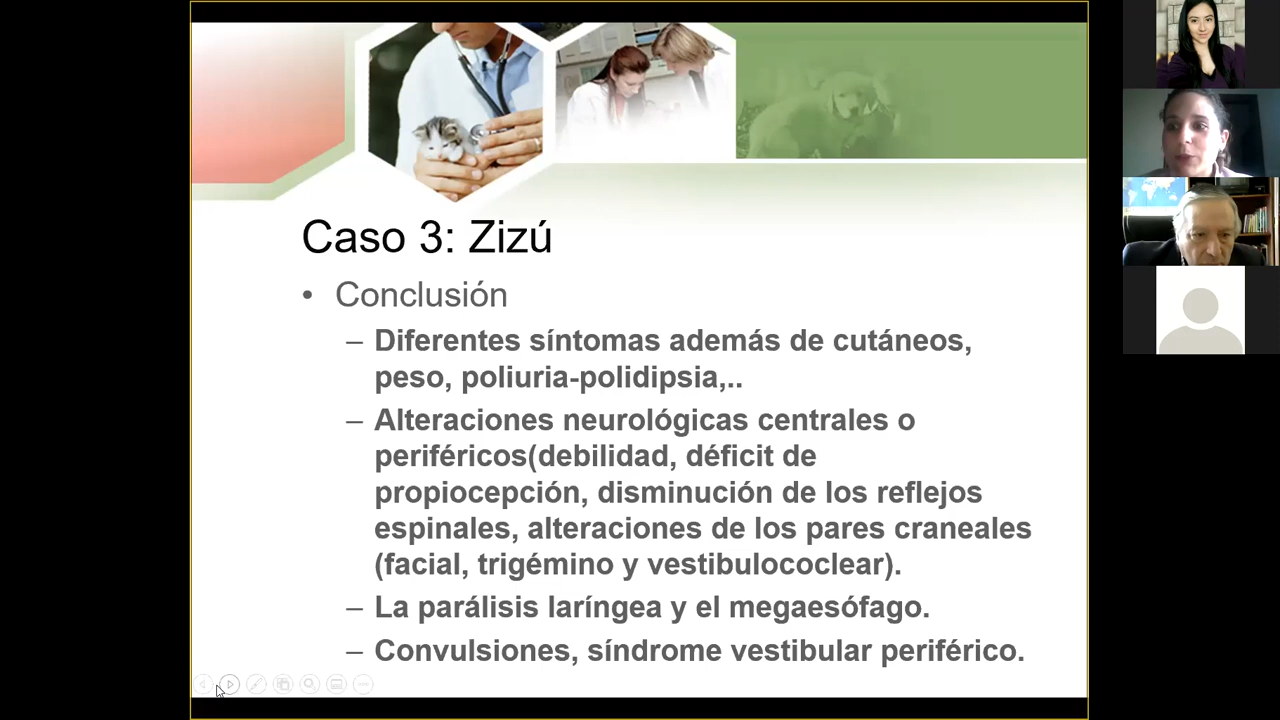 Caso 3: Zizú
• Conclusión
– Diferentes síntomas además de cutáneos,
peso, poliuria-polidipsia,..
– Alteraciones neurológicas centrales o
periféricos(debilidad, déficit de
propiocepción, disminución de los reflejos
espinales, alteraciones de los pares craneales
(facial, trigémino y vestibulococlear).
– La parálisis laríngea y el megaesófago.
– Convulsiones, síndrome vestibular periférico.